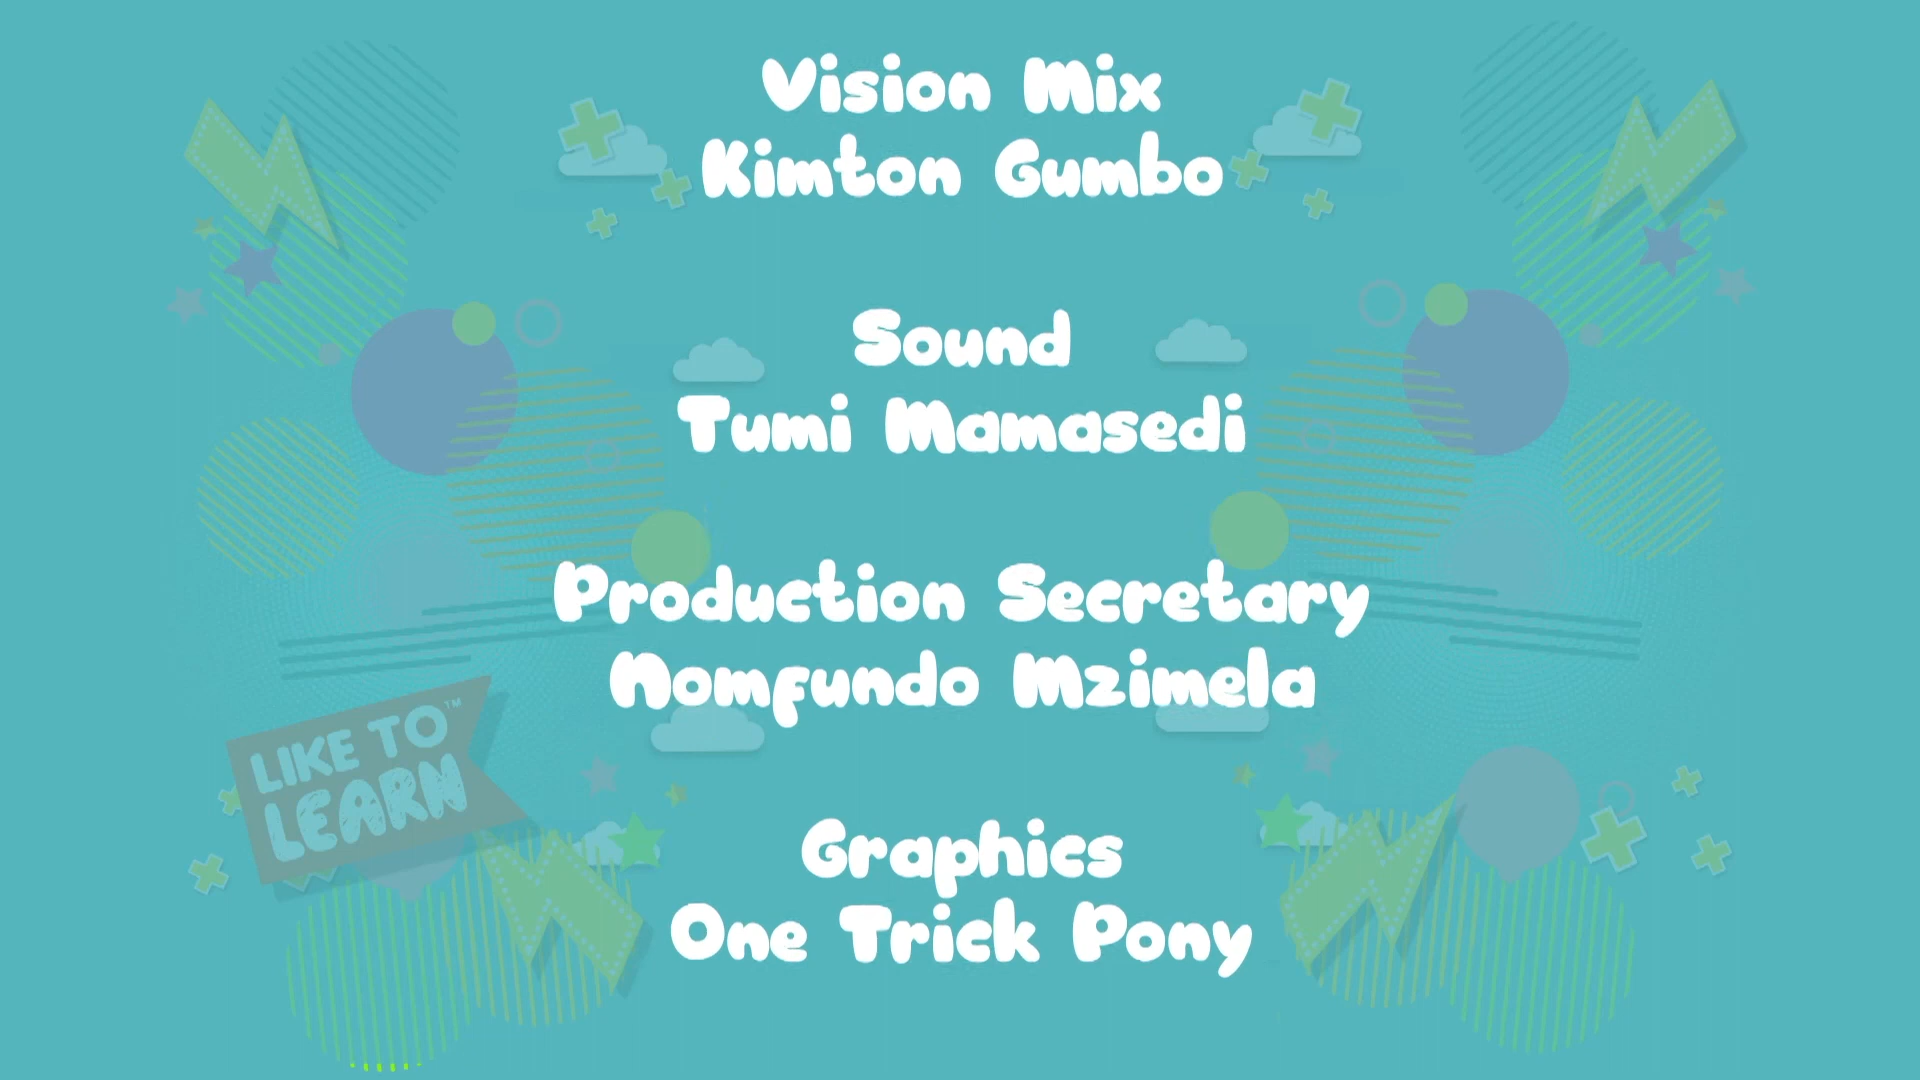 Vision Mix
Kimton Gumbo
Sound
Tumi Mamasedi
Production Secretary
Nomfundo Mzimela
LIKE TO™
LEARN
Graphics
One Trick Pony